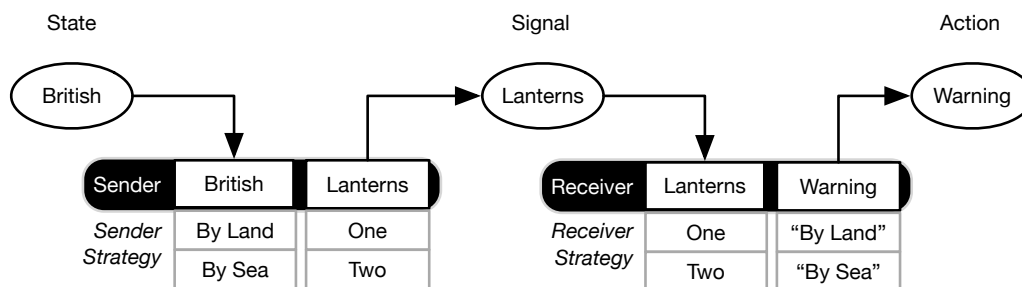 State Signal Action
British Lanterns Warning
Sender British Lanterns Receiver Lanterns Warning
Sender Strategy By Land One Receiver Strategy One “By Land”
By Sea Two Two “By Sea”